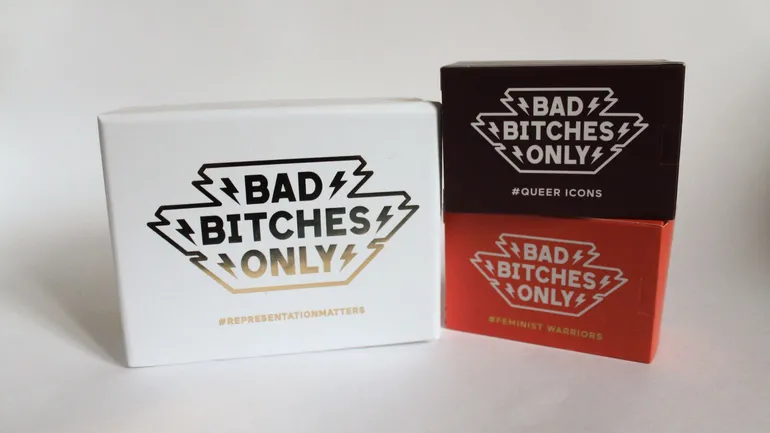 BAD
BITCHES
ONLY
#REPRESENTATIONMATTERS
BAD
BITCHES
ONLY
#QUEER ICONS
BAD
BITCHES
ONLY
#FEMINIST WARRIORS